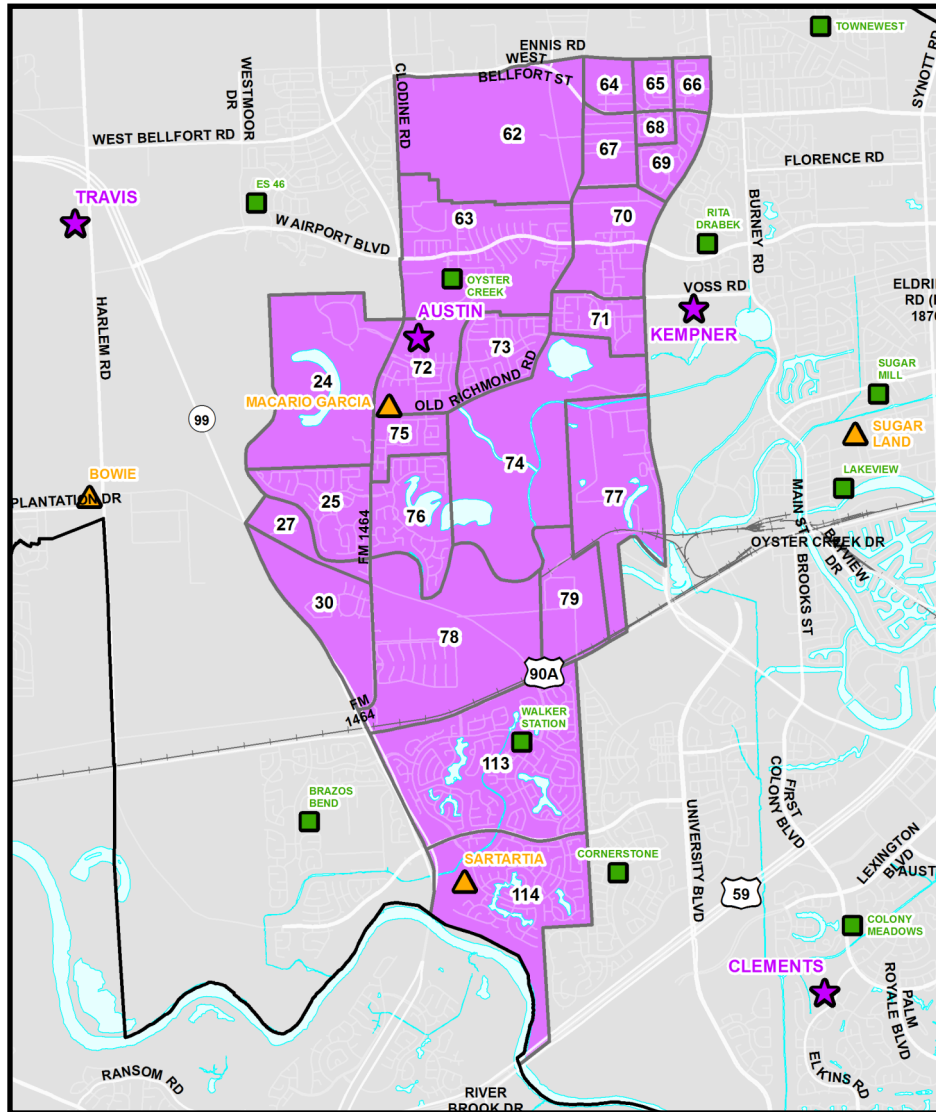 TOWNEWEST
SYNOTT RD
ENNIS RD
WEST
BELLFORT ST
CLODINE RD
WESTMOOR
DR
WEST BELLFORT RD
64
65
66
62
68
67
69
FLORENCE RD
TRAVIS
ES 46
W AIRPORT BLVD
63
70
RITA
DRABEK
BURNEY RD
OYSTER
CREEK
VOSS RD
ELDRI
RD (
187
HARLEM RD
AUSTIN
71
KEMPNER
72
73
24
MACARIO GARCIA
OLD RICHMOND RD
SUGAR
MILL
99
75
SUGAR
LAND
BOWIE
PLANTATION DR
74
LAKEVIEW
25
76
77
27
FM 1464
MAIN ST
OYSTER CREEK DR
BAYVIEW
DR
BROOKS ST
30
79
78
90A
FM
1464
WALKER
STATION
113
BRAZOS
BEND
FIRST
COLONY BLVD
UNIVERSITY BLVD
SARTARTIA
CORNERSTONE
LEXINGTON
BLVD
AUST
114
59
COLONY
MEADOWS
CLEMENTS
PALM
ROYALE BLVD
RANSOM RD
ELKINS RD
RIVER
BROOK DR